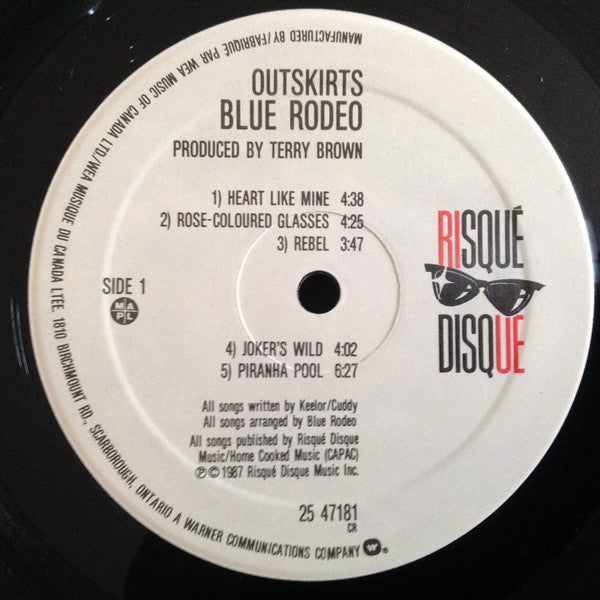 MANUFACTURED BY/FABRIQUÉ PAR WEA MUSIC OF CANADA LTD./WEA MUSIQUE DU CANADA LTÉE. 1810 BIRCHMOUNT RD., SCARBOROUGH, ONTARIO A WARNER COMMUNICATIONS COMPANY ®.
OUTSKIRTS
BLUE RODEO
PRODUCED BY TERRY BROWN
1) HEART LIKE MINE 4:38
2) ROSE-COLOURED GLASSES 4:25
3) REBEL 3:47
SIDE 1
MAPL
RISQUÉ
DISQUE
4) JOKER'S WILD 4:02
5) PIRANHA POOL 6:27
All songs written by Keelor/Cuddy
All songs arranged by Blue Rodeo
All songs published by Risqué Disque
Music/Home Cooked Music (CAPAC)
℗©1987 Risqué Disque Music Inc.
25 47181
CR